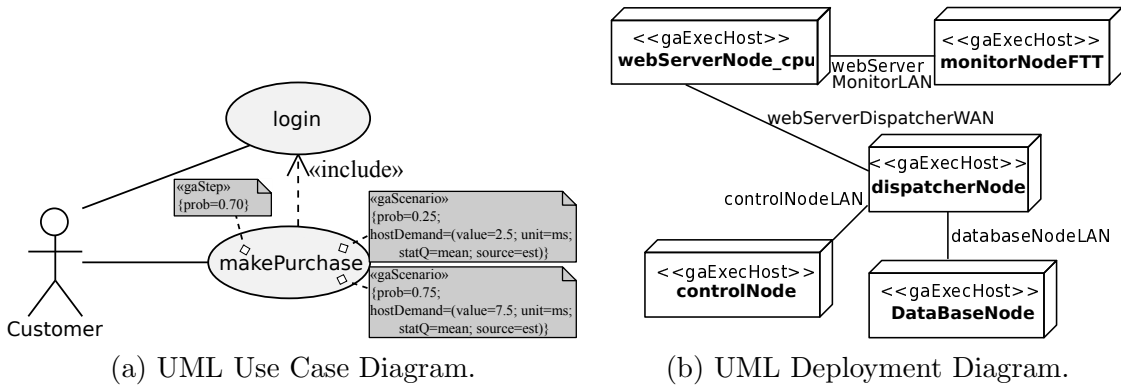 login
«include»
«gaStep»
{prob=0.70}
«gaScenario»
{prob=0.25;
hostDemand=(value=2.5; unit=ms;
statQ=mean; source=est)}
makePurchase
«gaScenario»
{prob=0.75;
hostDemand=(value=7.5; unit=ms;
statQ=mean; source=est)}
Customer
(a) UML Use Case Diagram.
<<gaExecHost>>
webServerNode_cpu
webServer
MonitorLAN
<<gaExecHost>>
monitorNodeFTT
webServerDispatcherWAN
<<gaExecHost>>
dispatcherNode
controlNodeLAN
databaseNodeLAN
<<gaExecHost>>
controlNode
<<gaExecHost>>
DataBaseNode
(b) UML Deployment Diagram.